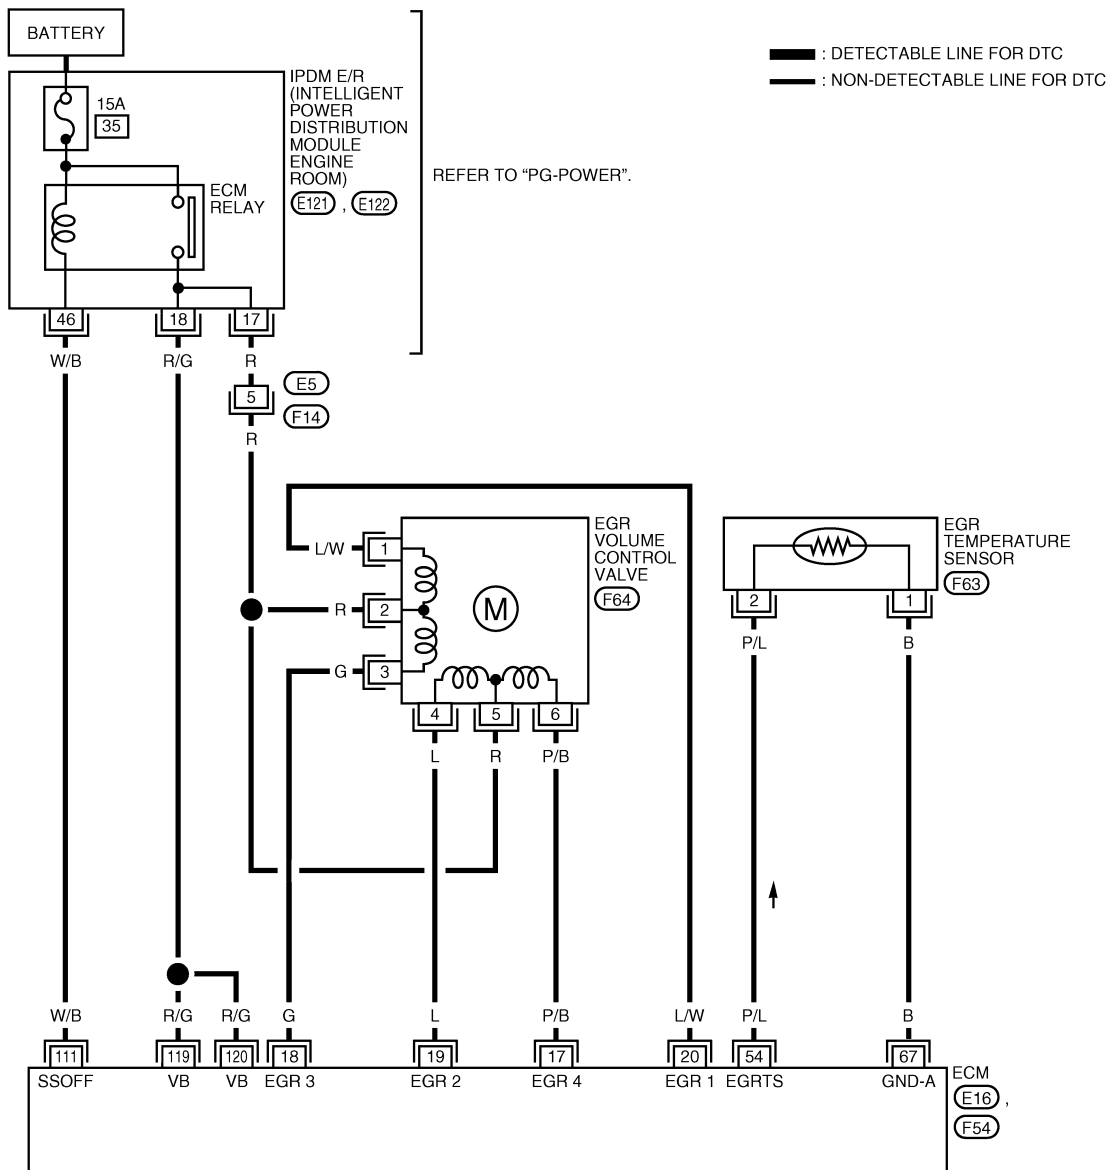 BATTERY
: DETECTABLE LINE FOR DTC
: NON-DETECTABLE LINE FOR DTC
15A
35
IPDM E/R
(INTELLIGENT
POWER
DISTRIBUTION
MODULE
ENGINE
ROOM)
E121 , E122
REFER TO “PG-POWER”.
ECM
RELAY
46 18 17
W/B R/G R
5
E5
F14
R
L/W 1
R 2
G 3
M
EGR
VOLUME
CONTROL
VALVE
F64
4 5 6
L R P/B
EGR
TEMPERATURE
SENSOR
F63
2 1
P/L B
W/B R/G R/G G L P/B L/W P/L B
111 119 120 18 19 17 20 54 67
SSOFF VB VB EGR 3 EGR 2 EGR 4 EGR 1 EGRTS GND-A
ECM
E16 ,
F54